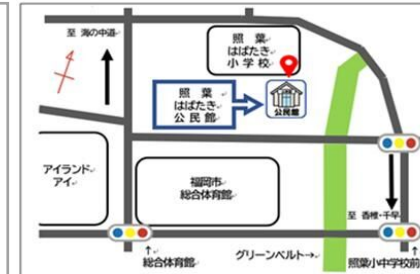 至 海の中道
照 葉
はばたき
小 学 校
照 葉
はばたき
公 民 館
公民館
アイランド
アイ
福岡市
総合体育館
至 香椎・千早
グリーンベルト→
↑
総合体育館
↑
照葉小中学校前